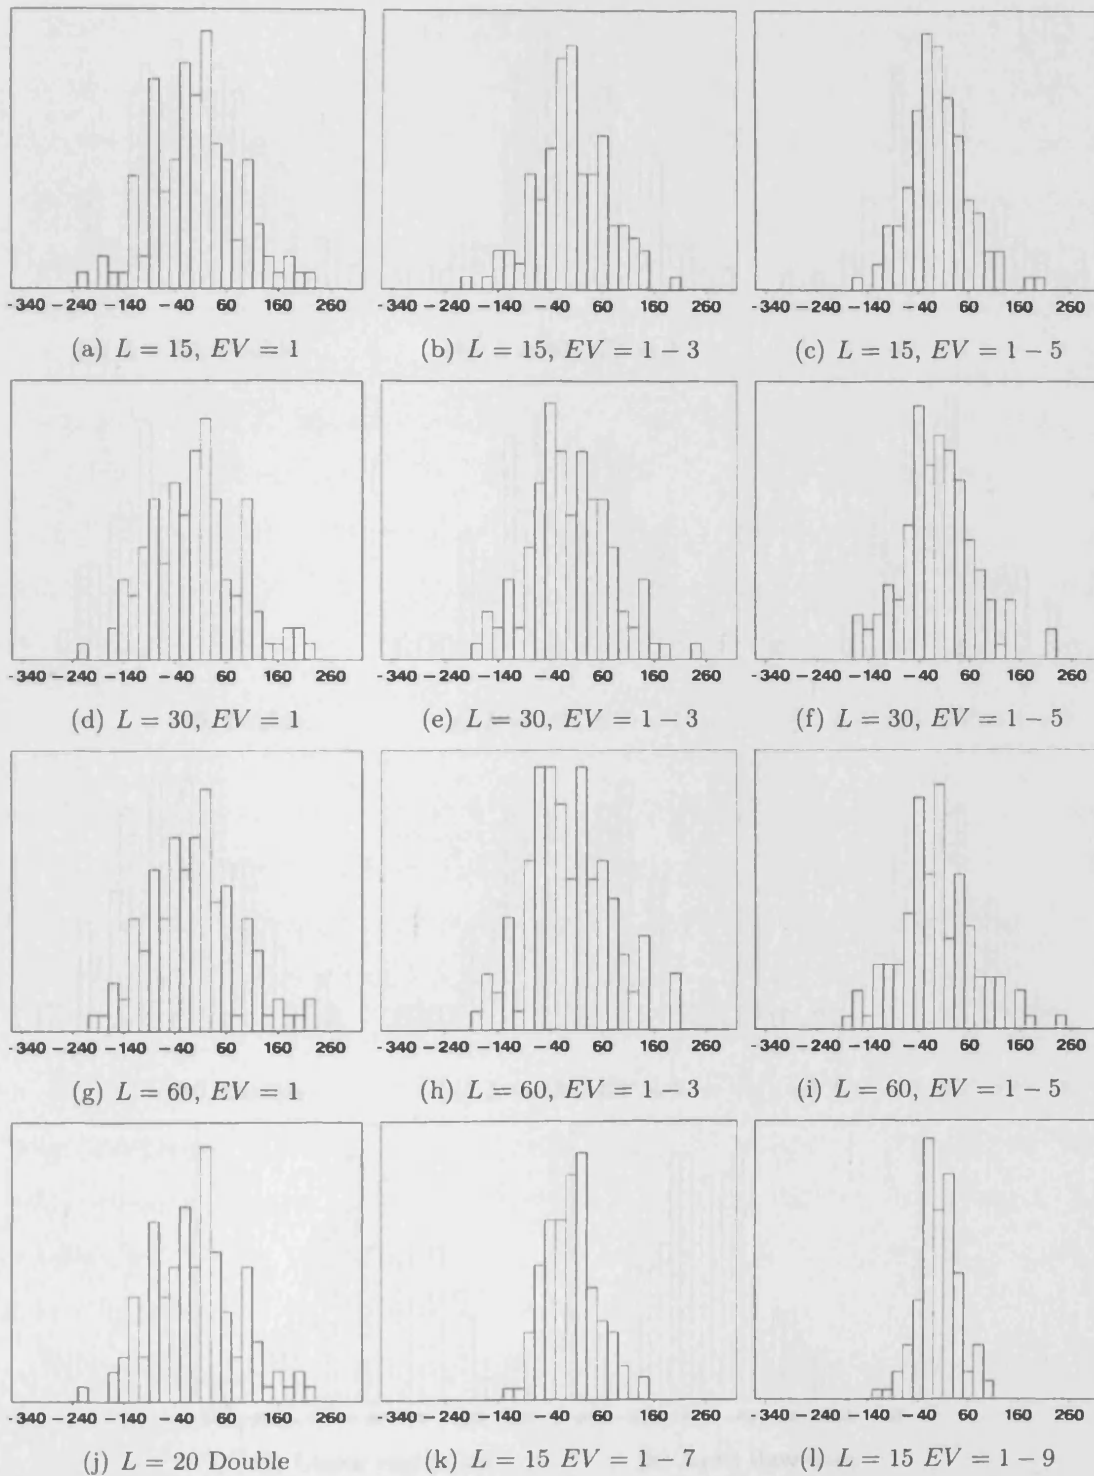 -340 -240 -140 -40 60 160 260 -340 -240 -140 -40 60 160 260 -340 -240 -140 -40 60 160 260
(a) L = 15, EV = 1 (b) L = 15, EV = 1 − 3 (c) L = 15, EV = 1 − 5
-340 -240 -140 -40 60 160 260 -340 -240 -140 -40 60 160 260 -340 -240 -140 -40 60 160 260
(d) L = 30, EV = 1 (e) L = 30, EV = 1 − 3 (f) L = 30, EV = 1 − 5
-340 -240 -140 -40 60 160 260 -340 -240 -140 -40 60 160 260 -340 -240 -140 -40 60 160 260
(g) L = 60, EV = 1 (h) L = 60, EV = 1 − 3 (i) L = 60, EV = 1 − 5
-340 -240 -140 -40 60 160 260 -340 -240 -140 -40 60 160 260 -340 -240 -140 -40 60 160 260
(j) L = 20 Double (k) L = 15 EV = 1 − 7 (l) L = 15 EV = 1 − 9